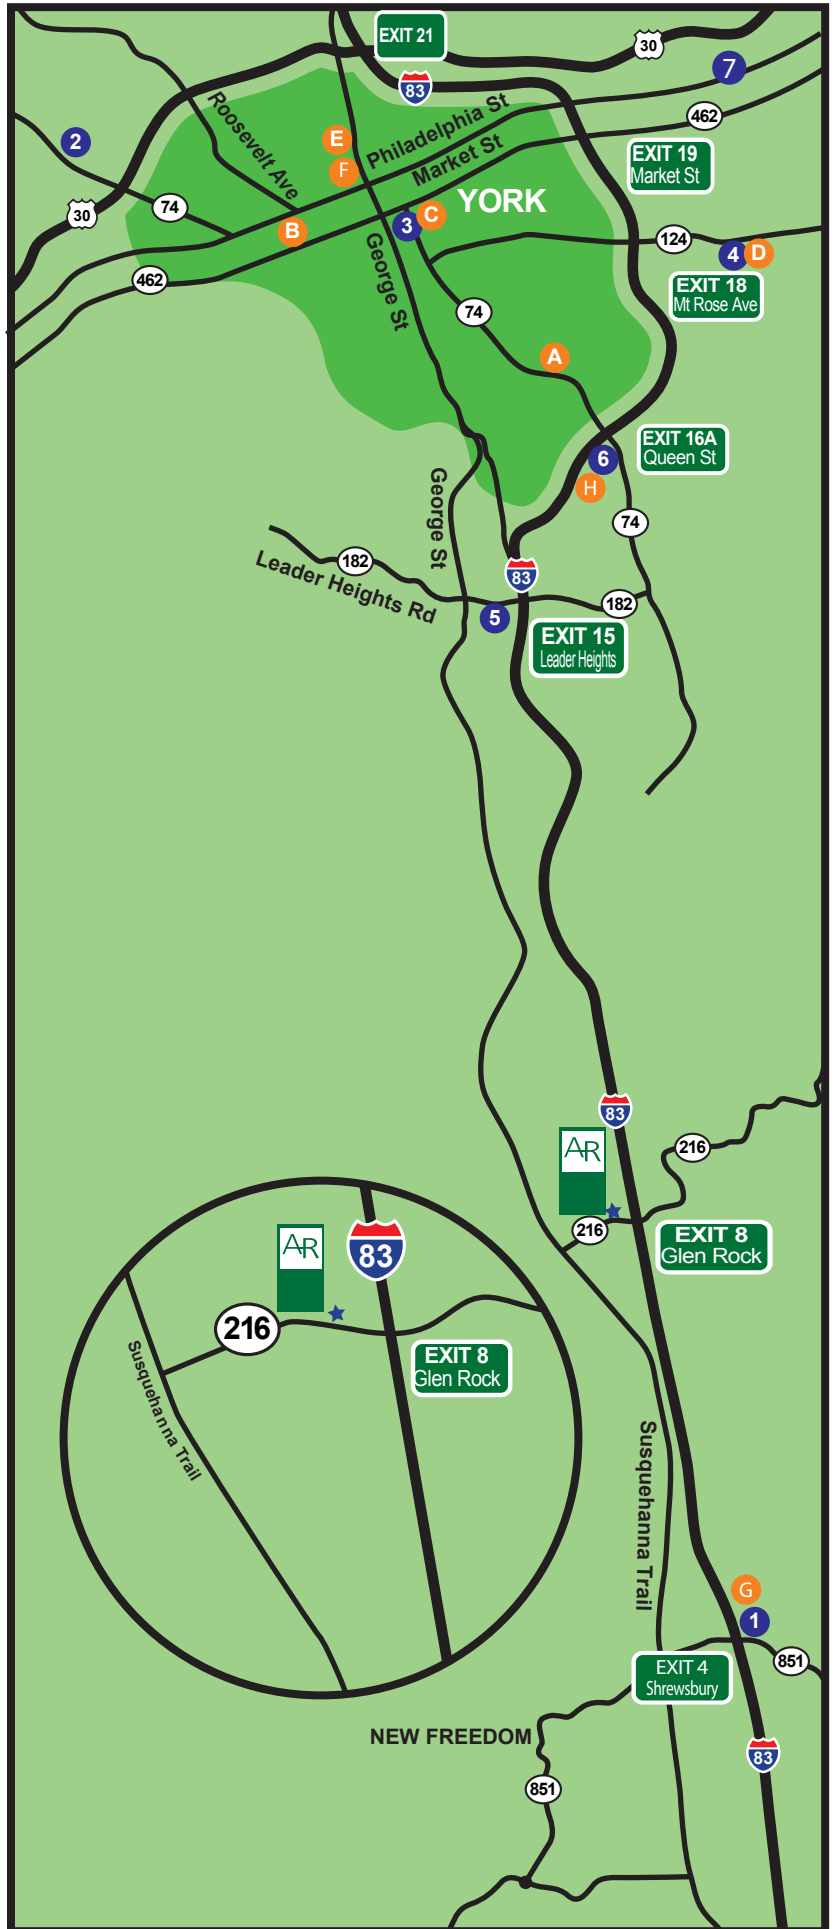 EXIT 21
30
7
83
Roosevelt Ave
Philadelphia St
462
2
E
F
Market St
EXIT 19
Market St
YORK
74
30
3
C
B
124
4
D
George St
462
EXIT 18
Mt Rose Ave
74
A
EXIT 16A
Queen St
6
H
George St
74
182
Leader Heights Rd
83
182
5
EXIT 15
Leader Heights
83
AR
216
216
EXIT 8
Glen Rock
AR
83
216
EXIT 8
Glen Rock
Susquehanna Trail
Susquehanna Trail
G
1
851
EXIT 4
Shrewsbury
NEW FREEDOM
83
851